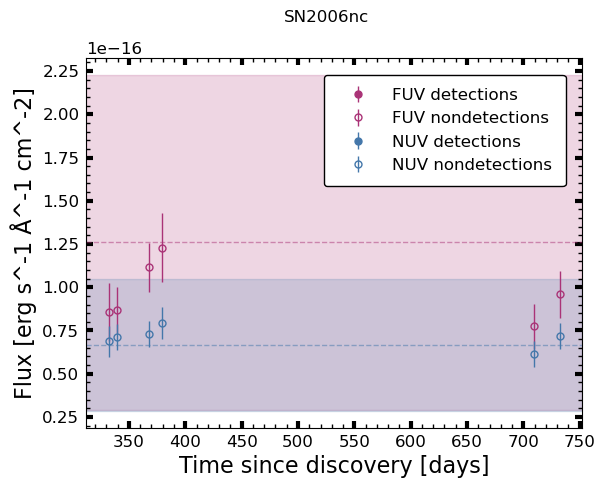 SN2006nc
1e−16
FUV detections
FUV nondetections
NUV detections
NUV nondetections
2.25
2.00
1.75
1.50
1.25
1.00
0.75
0.50
0.25
Flux [erg s^-1 Å^-1 cm^-2]
350 400 450 500 550 600 650 700 750
Time since discovery [days]